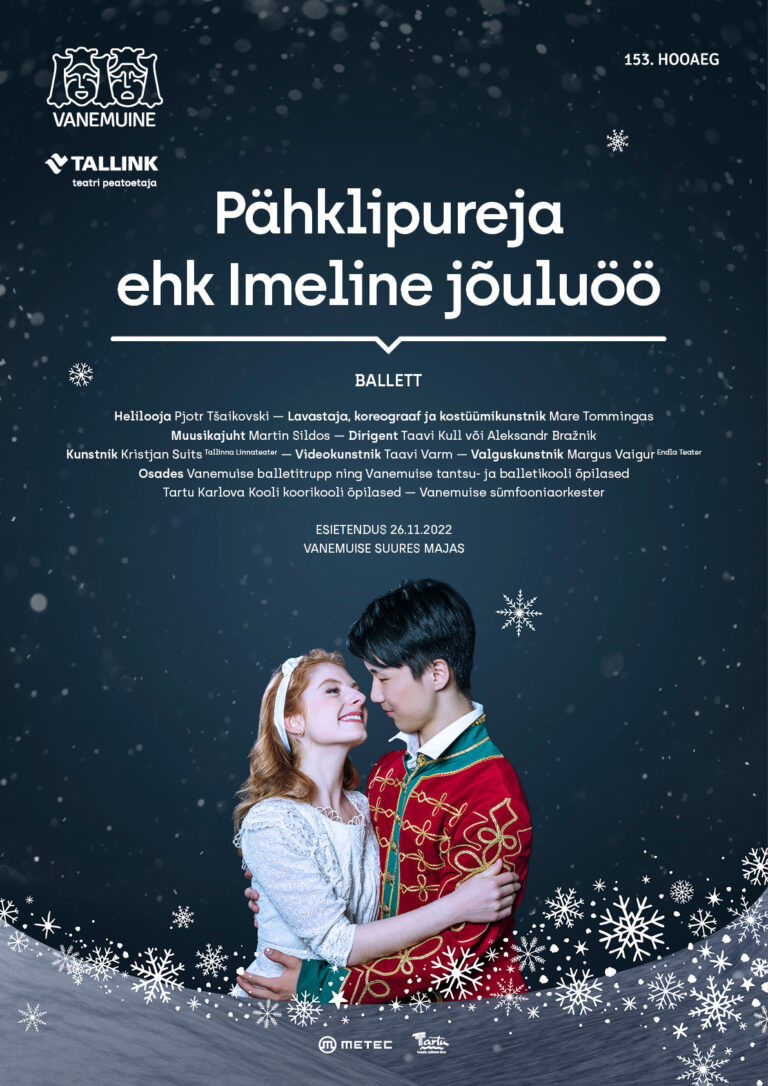 VANEMUINE
153. HOOAEG
TALLINK
teatri peatoetaja
Pähklipureja
ehk Imeline jõuluöö
BALLETT
Helilooja Pjotr Tšaikovski — Lavastaja, koreograaf ja kostüümikunstnik Mare Tommingas
Muusikajuht Martin Sildos — Dirigent Taavi Kull või Aleksandr Bražnik
Kunstnik Kristjan Suits Tallinna Linnateater — Videokunstnik Taavi Varm — Valguskunstnik Margus Vaigur Endla Teater
Osades Vanemuise balletitrupp ning Vanemuise tantsu- ja balletikooli õpilased
Tartu Karlova Kooli koorikooli õpilased — Vanemuise sümfooniaorkester
ESIETENDUS 26.11.2022
VANEMUISE SUURES MAJAS
METEC
Tartu